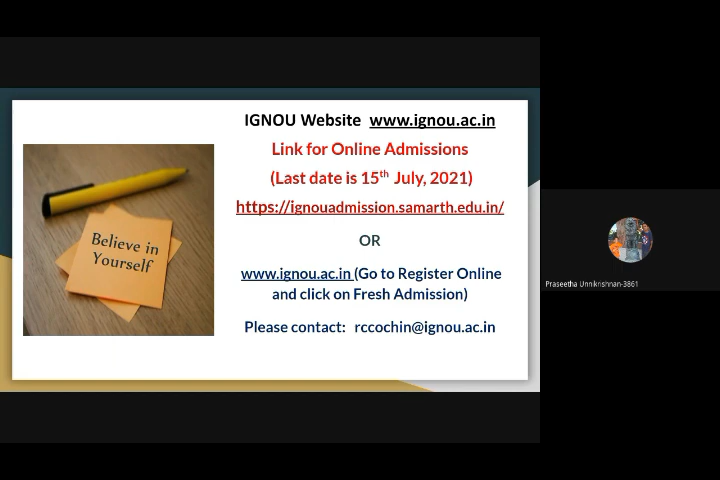 IGNOU Website www.ignou.ac.in
Link for Online Admissions
(Last date is 15th July, 2021)
https://ignouadmission.samarth.edu.in/
OR
www.ignou.ac.in (Go to Register Online
and click on Fresh Admission)
Please contact: rccochin@ignou.ac.in
Believe in
Yourself
Praseetha Unnikrishnan-3861